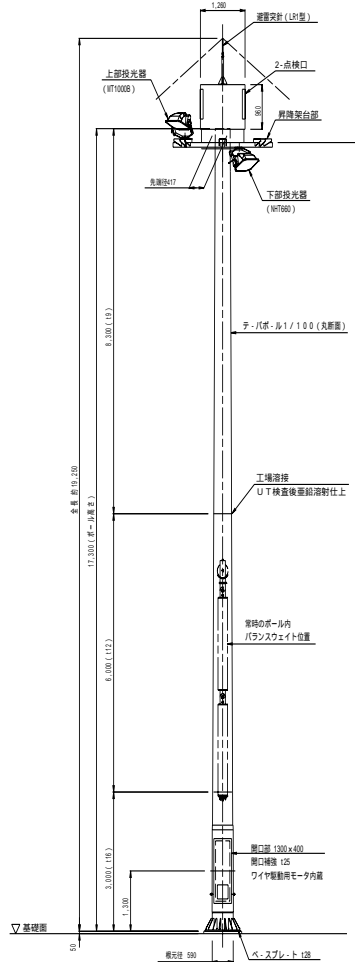 1,260
避雷突針(LR1型)
2-点検口
上部投光器
(MT1000B)
960
昇降架台部
先端径417
下部投光器
(NHT660)
8,300(t9)
テ-パポ-ル1/100(丸断面)
工場溶接
UT検査後亜鉛溶射仕上
全長 約19,250
17,300(ポール高さ)
6,000(t12)
常時のポール内
バランスウェイト位置
3,000(t16)
開口部 1300x400
開口補強 t25
ワイヤ駆動用モータ内蔵
1,300
▽ 基礎面
50
根元径 590
ベ-スプレ-ト t28